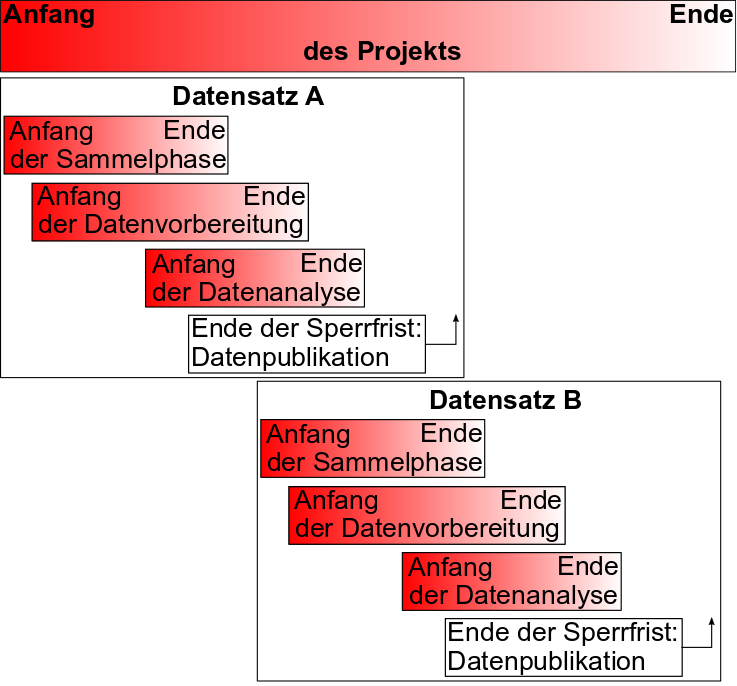 Anfang Ende
des Projekts
Datensatz A
Anfang Ende
der Sammelphase
Anfang Ende
der Datenvorbereitung
Anfang Ende
der Datenanalyse
Ende der Sperrfrist:
Datenpublikation
Datensatz B
Anfang Ende
der Sammelphase
Anfang Ende
der Datenvorbereitung
Anfang Ende
der Datenanalyse
Ende der Sperrfrist:
Datenpublikation